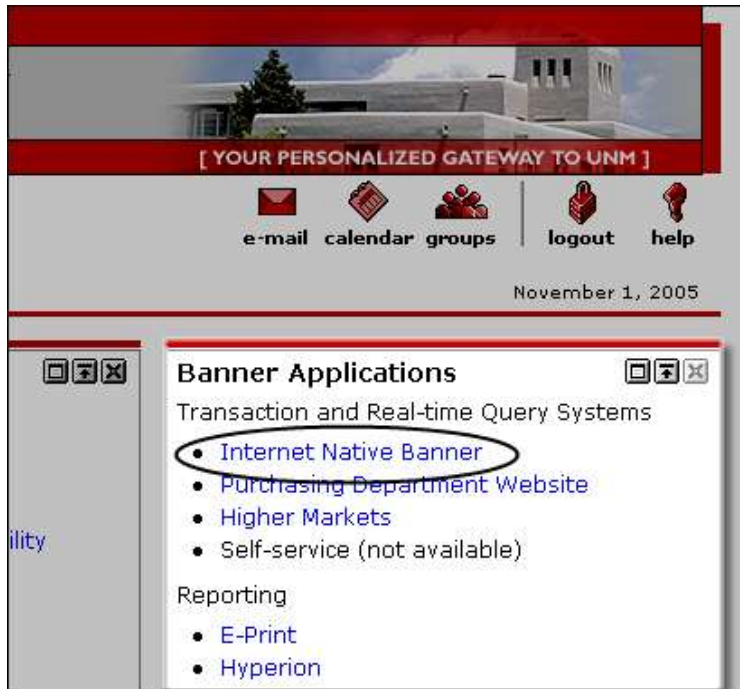 [ YOUR PERSONALIZED GATEWAY TO UNM ]
e-mail calendar groups logout help
November 1, 2005
ility
Banner Applications
Transaction and Real-time Query Systems
• Internet Native Banner
• Purchasing Department Website
• Higher Markets
• Self-service (not available)
Reporting
• E-Print
• Hyperion